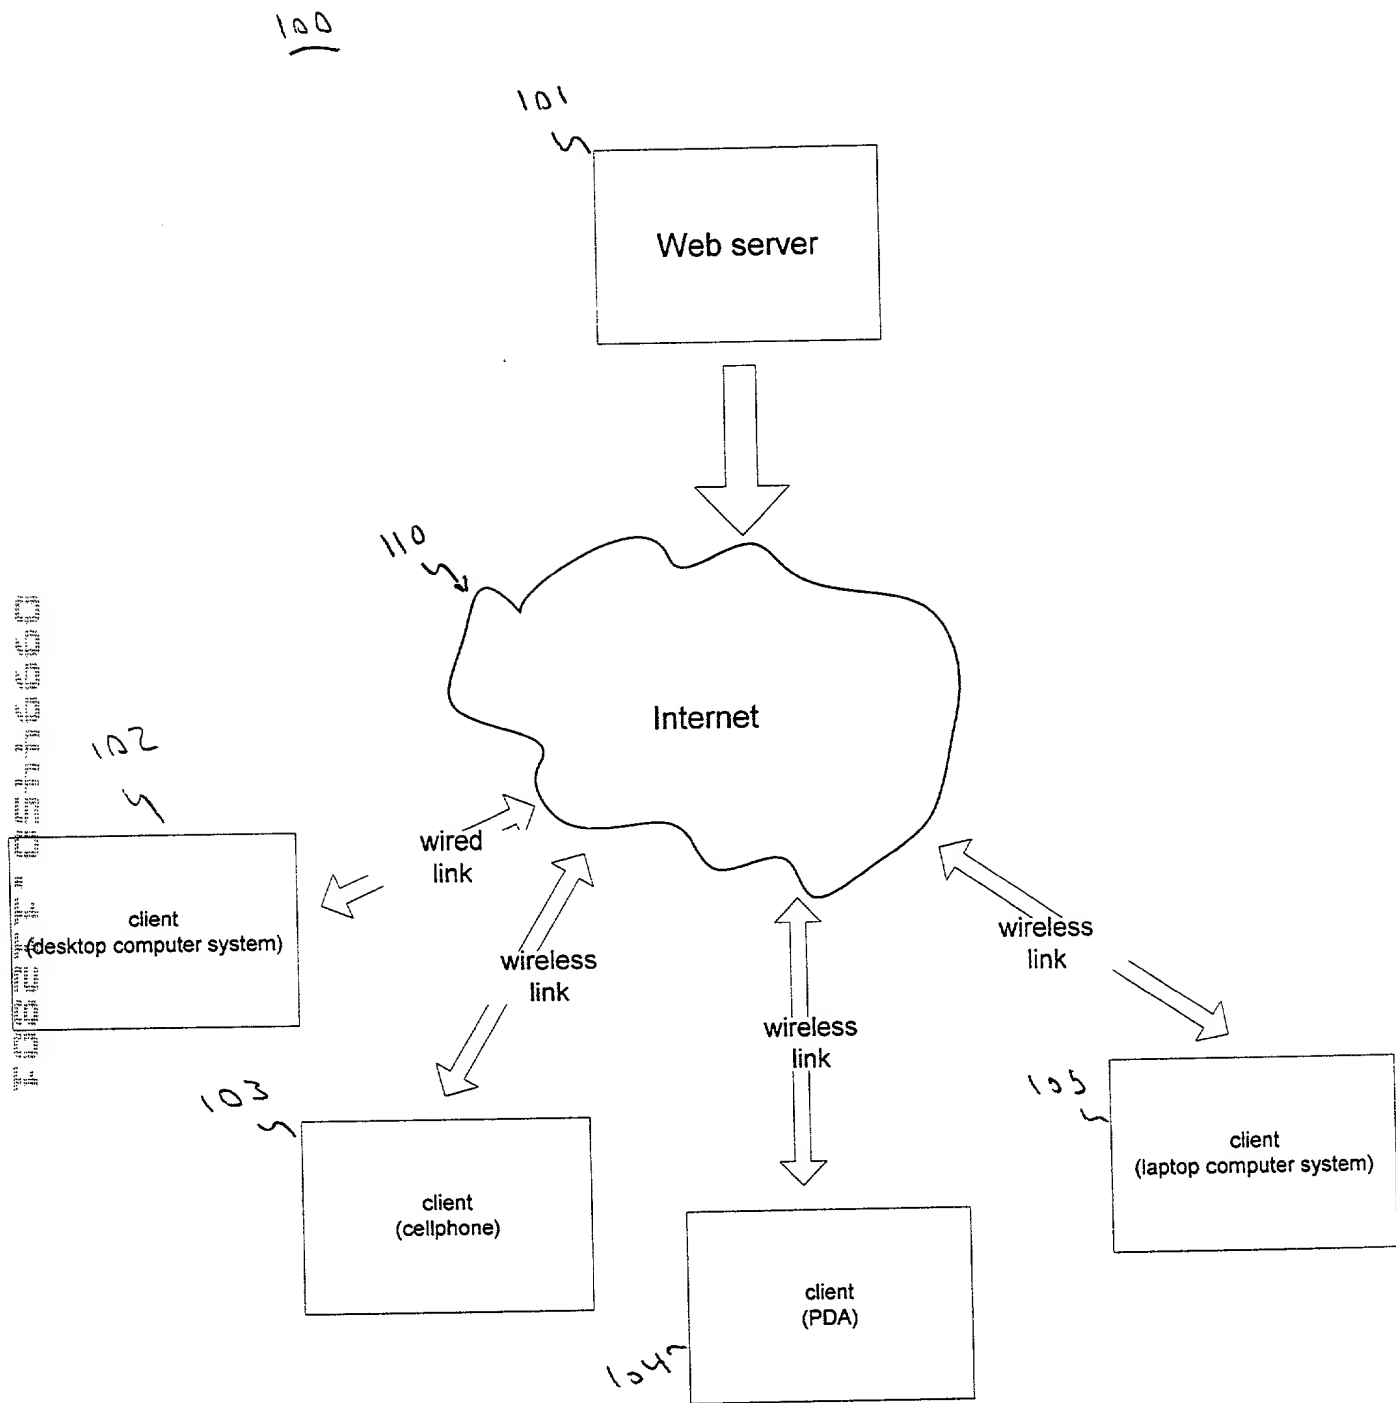 100
101
Web server
110
Internet
102
wired
link
client
(desktop computer system)
wireless
link
wireless
link
wireless
link
103
client
(cellphone)
105
client
(laptop computer system)
client
(PDA)
104